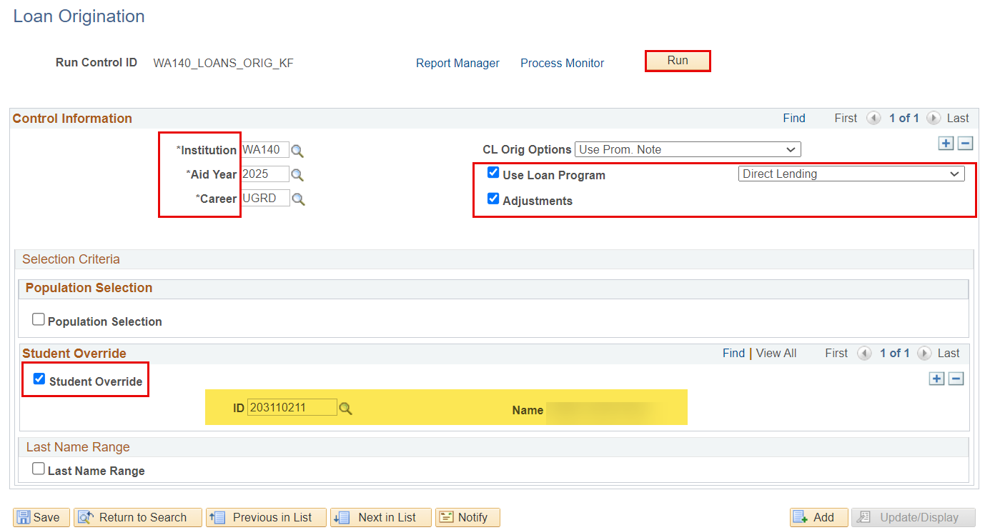 Loan Origination
Run Control ID WA140_LOANS_ORIG_KF Report Manager Process Monitor Run
Control Information Find First 1 of 1 Last
*Institution WA140 CL Orig Options Use Prom. Note
*Aid Year 2025 Use Loan Program Direct Lending
*Career UGRD Adjustments
Selection Criteria
Population Selection
Population Selection
Student Override Find | View All First 1 of 1 Last
Student Override
ID 203110211 Name
Last Name Range
Last Name Range
Save Return to Search Previous in List Next in List Notify Add Update/Display